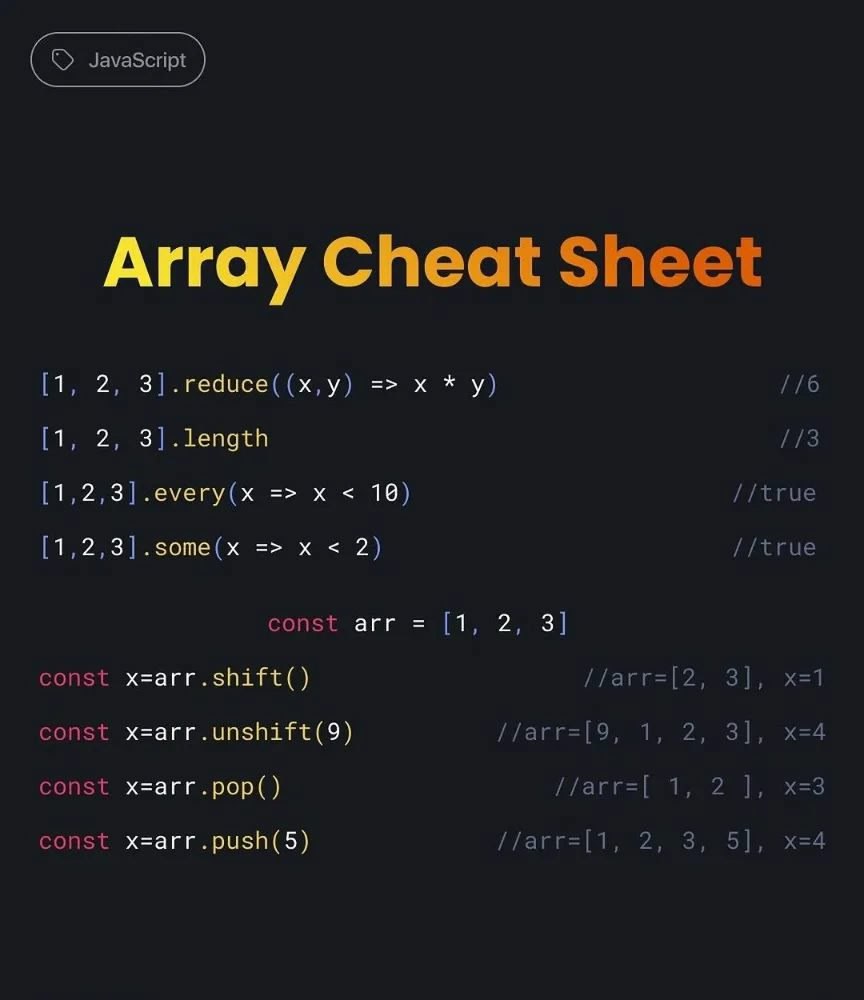 JavaScript
Array Cheat Sheet
[1, 2, 3].reduce((x,y) => x * y) //6
[1, 2, 3].length //3
[1,2,3].every(x => x < 10) //true
[1,2,3].some(x => x < 2) //true
const arr = [1, 2, 3]
const x=arr.shift() //arr=[2, 3], x=1
const x=arr.unshift(9) //arr=[9, 1, 2, 3], x=4
const x=arr.pop() //arr=[ 1, 2 ], x=3
const x=arr.push(5) //arr=[1, 2, 3, 5], x=4